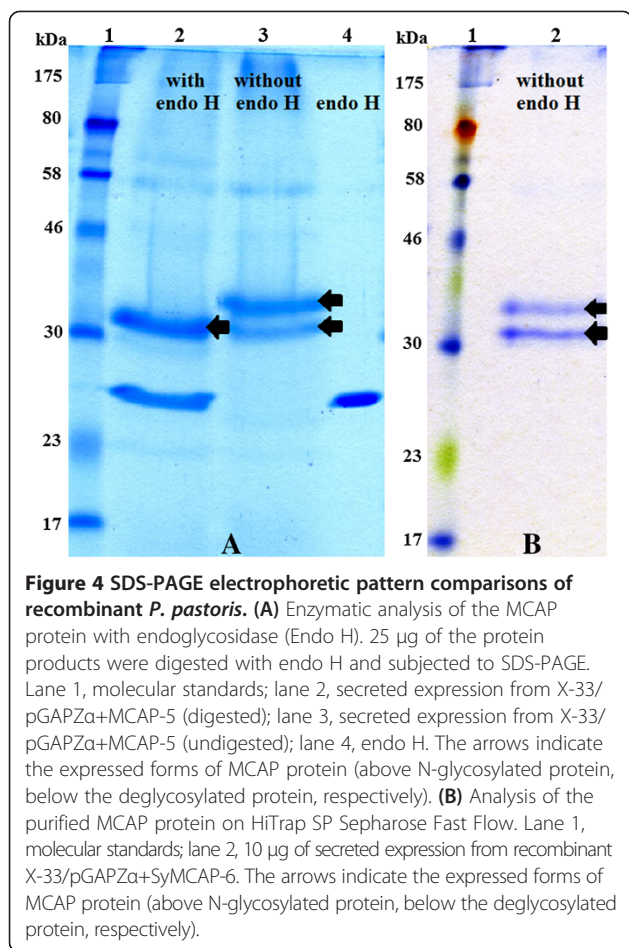 kDa 1 2 3 4
with without
endo H endo H endo H
175
80
58
46
30
23
17
A
kDa 1 2
without
endo H
175
80
58
46
30
23
17
B
Figure 4 SDS-PAGE electrophoretic pattern comparisons of
recombinant P. pastoris. (A) Enzymatic analysis of the MCAP
protein with endoglycosidase (Endo H). 25 μg of the protein
products were digested with endo H and subjected to SDS-PAGE.
Lane 1, molecular standards; lane 2, secreted expression from X-33/
pGAPZα+MCAP-5 (digested); lane 3, secreted expression from X-33/
pGAPZα+MCAP-5 (undigested); lane 4, endo H. The arrows indicate
the expressed forms of MCAP protein (above N-glycosylated protein,
below the deglycosylated protein, respectively). (B) Analysis of the
purified MCAP protein on HiTrap SP Sepharose Fast Flow. Lane 1,
molecular standards; lane 2, 10 μg of secreted expression from recombinant
X-33/pGAPZα+SyMCAP-6. The arrows indicate the expressed forms of
MCAP protein (above N-glycosylated protein, below the deglycosylated
protein, respectively).